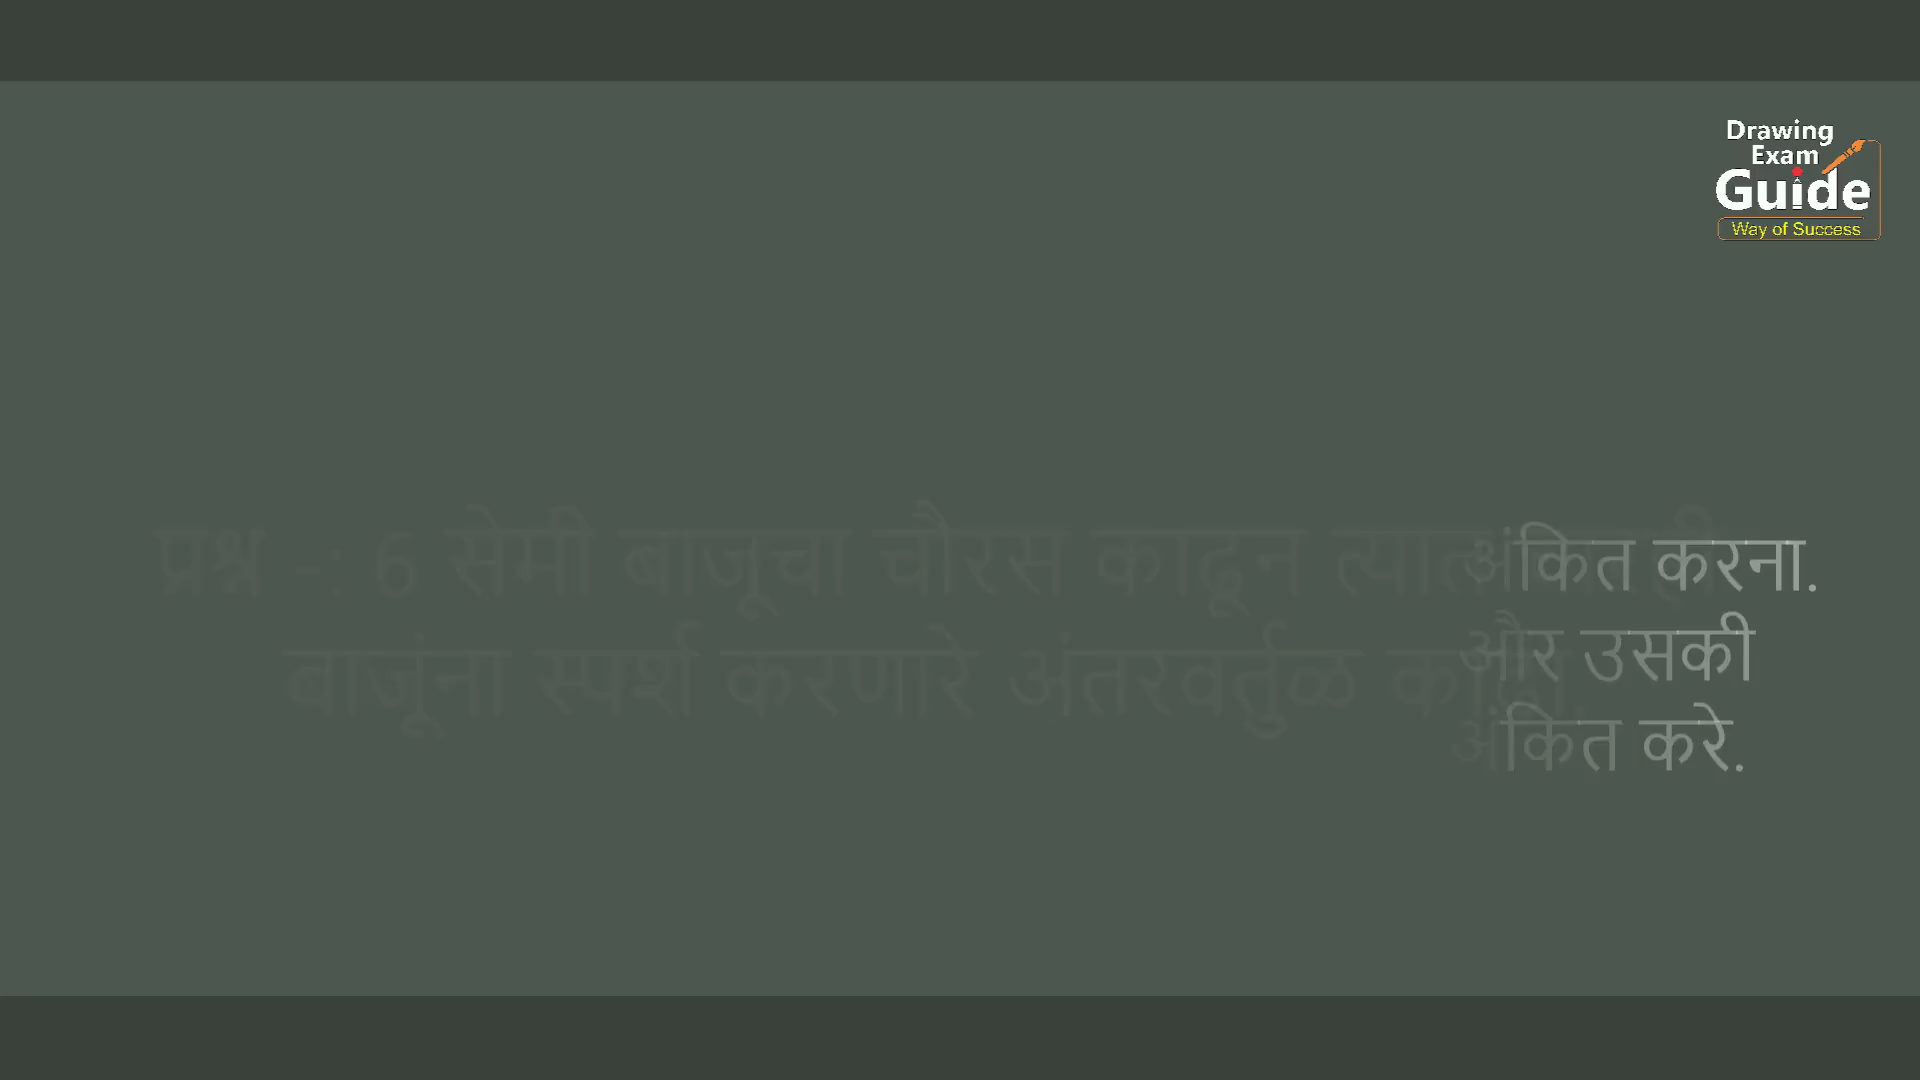 Drawing
Exam
Guide
Way of Success
प्रश्न -: 6 सेमी बाजूचा चौरस काढून
बाजूंना स्पर्श करणारे अंतरवर्तुळ
अंकित करना.
और उसकी
अंकित करे.